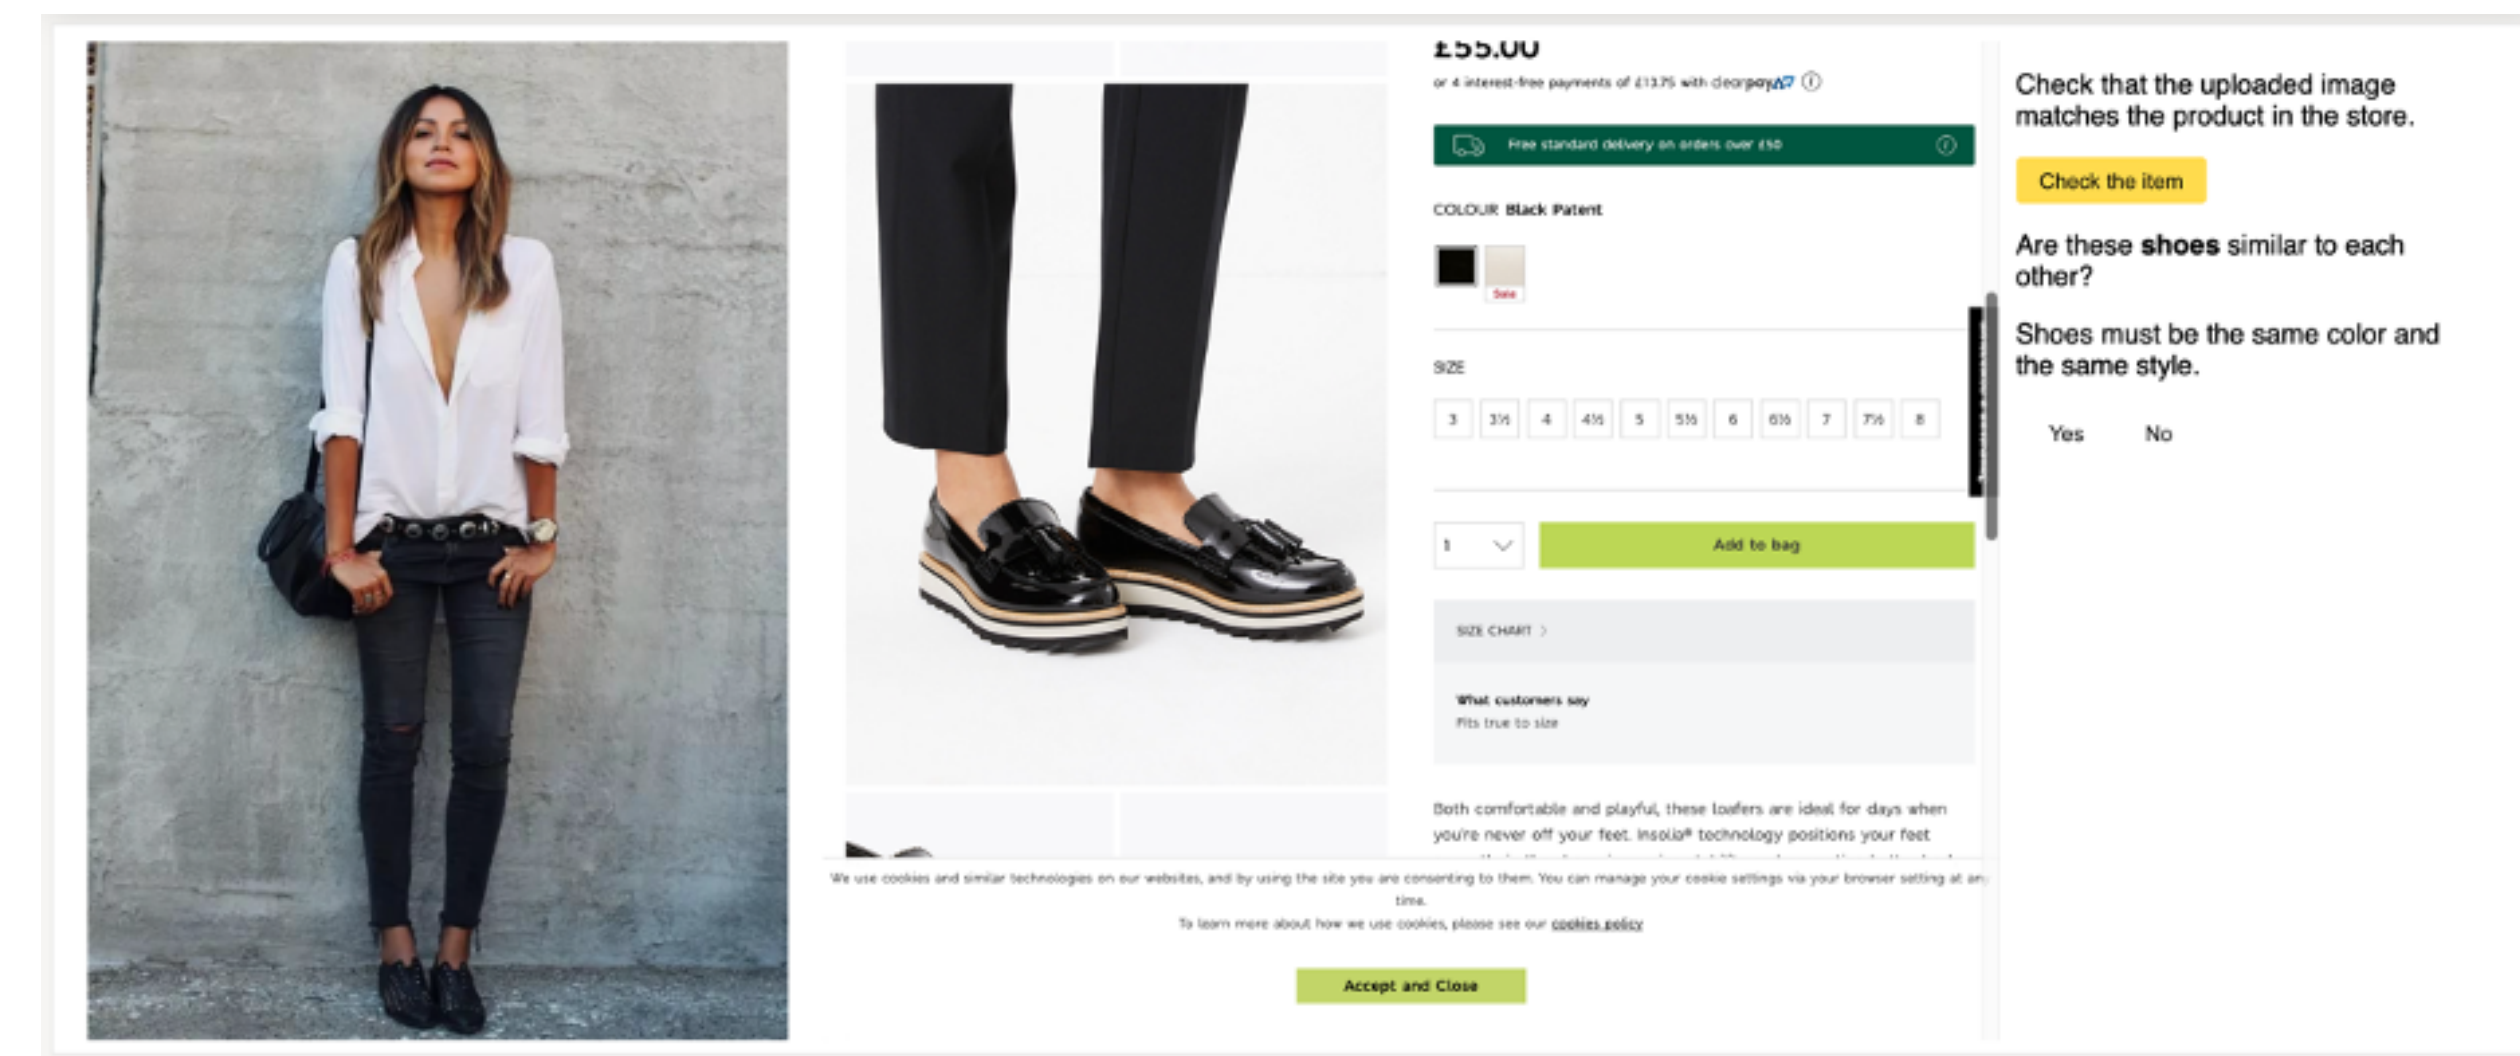 £55.00
or 4 interest-free payments of £13.75 with clearpay
Free standard delivery on orders over £50
COLOUR Black Patent
Sale
SIZE
3 3½ 4 4½ 5 5½ 6 6½ 7 7½ 8
1
Add to bag
SIZE CHART >
What customers say
Fits true to size
Both comfortable and playful, these loafers are ideal for days when
you're never off your feet. Insolia® technology positions your feet
We use cookies and similar technologies on our websites, and by using the site you are consenting to them. You can manage your cookie settings via your browser setting at any
time.
To learn more about how we use cookies, please see our cookies policy
Accept and Close
Check that the uploaded image
matches the product in the store.
Check the item
Are these shoes similar to each
other?
Shoes must be the same color and
the same style.
Yes No